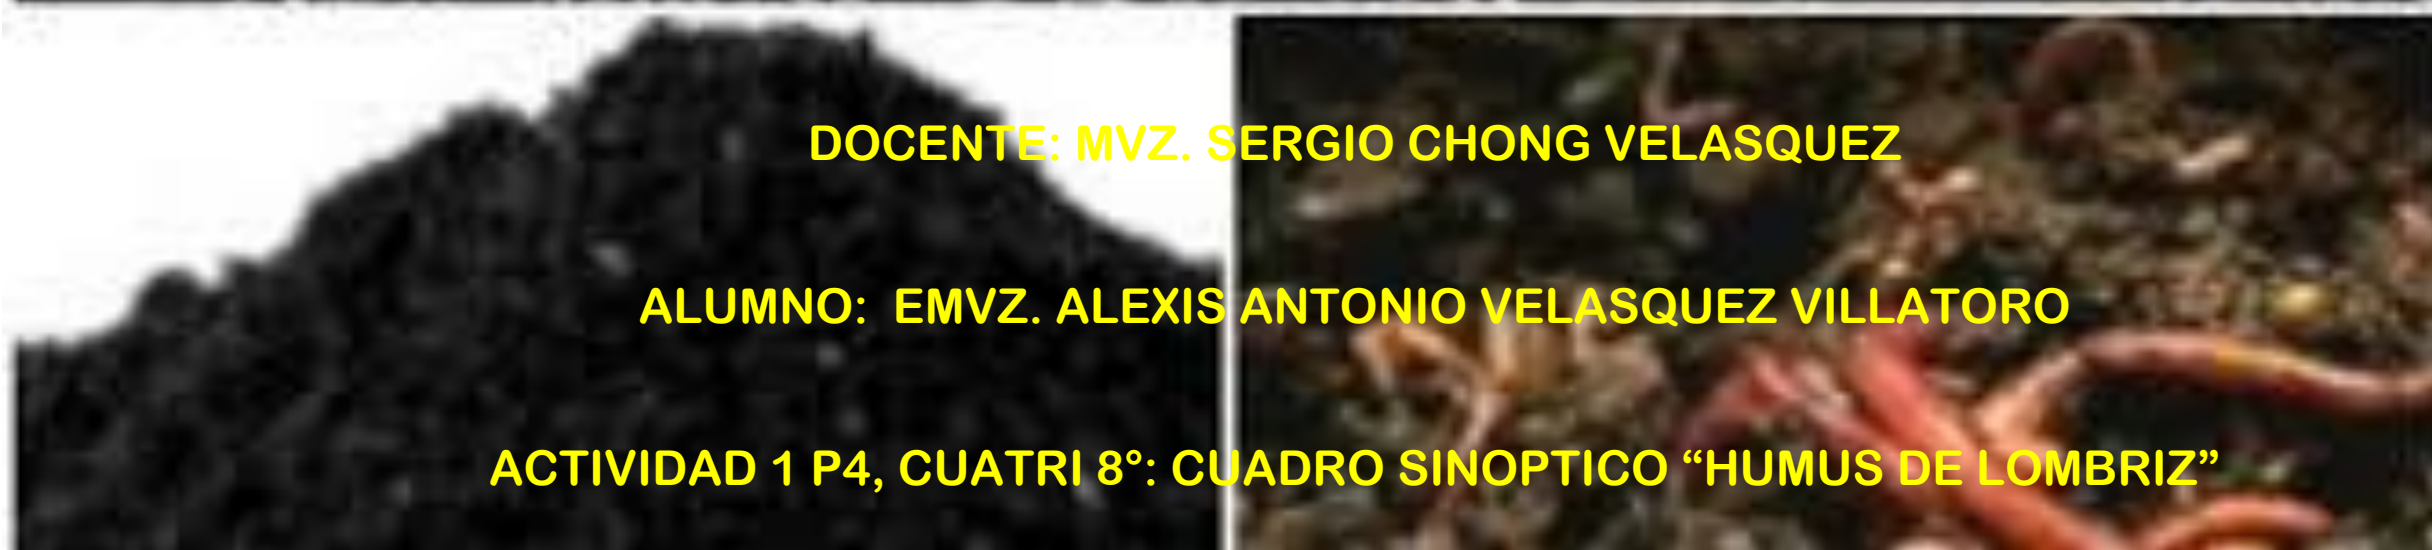 DOCENTE: MVZ. SERGIO CHONG VELASQUEZ
ALUMNO: EMVZ. ALEXIS ANTONIO VELASQUEZ VILLATORO
ACTIVIDAD 1 P4, CUATRI 8°: CUADRO SINOPTICO “HUMUS DE LOMBRIZ”